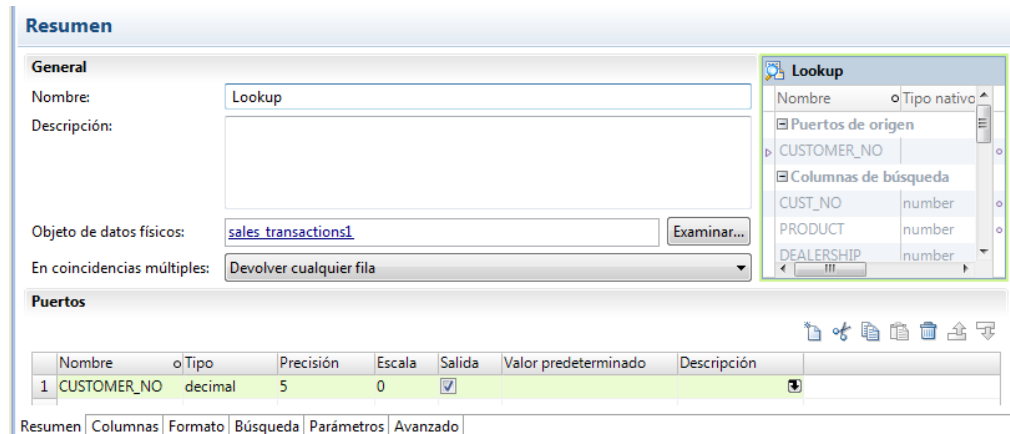 Resumen
General
Nombre: Lookup
Descripción:
Objeto de datos físicos: sales_transactions1 Examinar...
En coincidencias múltiples: Devolver cualquier fila
Lookup
Nombre Tipo nativo
Puertos de origen
CUSTOMER_NO
Columnas de búsqueda
CUST_NO number
PRODUCT number
DEALERSHIP number
Puertos
Nombre Tipo Precisión Escala Salida Valor predeterminado Descripción
1 CUSTOMER_NO decimal 5 0
Resumen Columnas Formato Búsqueda Parámetros Avanzado